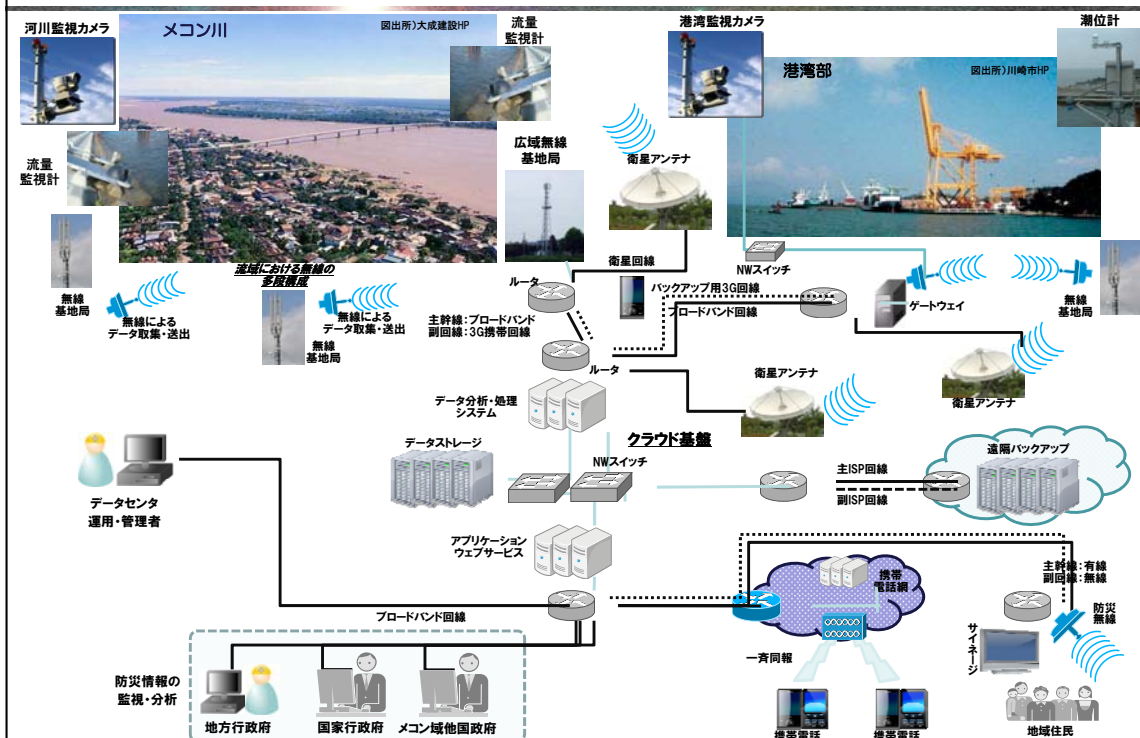 河川監視カメラ
メコン川
図出所)大成建設HP
流量
監視計
港湾監視カメラ
港湾部
図出所)川崎市HP
潮位計
流量
監視計
広域無線
基地局
衛星アンテナ
無線
基地局
流域における無線の
多段構成
無線による
データ収集・送出
無線
基地局
無線による
データ収集・送出
ルータ
衛星回線
バックアップ用3G回線
ブロードバンド回線
NWスイッチ
ゲートウェイ
無線
基地局
主幹線:ブロードバンド
副回線:3G携帯回線
ルータ
衛星アンテナ
衛星アンテナ
データ分析・処理
システム
クラウド基盤
データストレージ
NWスイッチ
主ISP回線
副ISP回線
遠隔バックアップ
データセンタ
運用・管理者
アプリケーション
ウェブサービス
ブロードバンド回線
携帯
電話網
主幹線:有線
副回線:無線
防災
無線
サイネージ
一斉同報
防災情報の
監視・分析
地方行政府
国家行政府
メコン域他国政府
携帯電話
携帯電話
地域住民